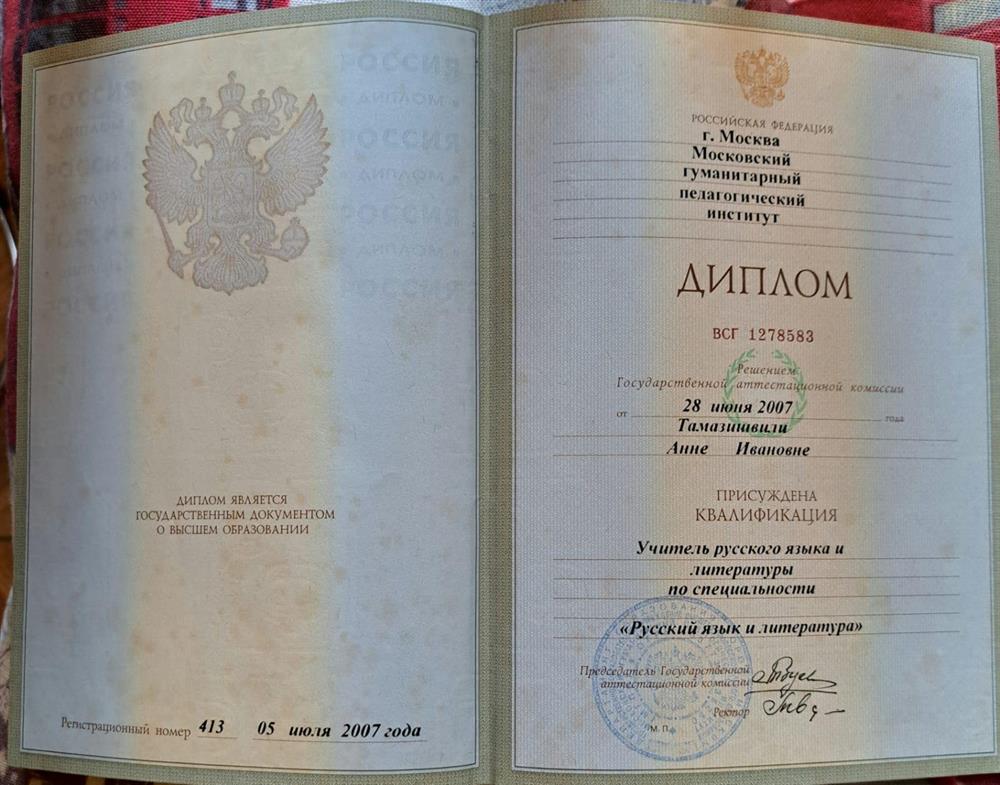 РОССИЯ
ДИПЛОМ
РОССИЯ
ДИПЛОМ
РОССИЯ
ДИПЛОМ
РОССИЯ
ДИПЛОМ ЯВЛЯЕТСЯ
ГОСУДАРСТВЕННЫМ ДОКУМЕНТОМ
О ВЫСШЕМ ОБРАЗОВАНИИ
Регистрационный номер 413 05 июля 2007 года
РОССИЙСКАЯ ФЕДЕРАЦИЯ
г. Москва
Московский
гуманитарный
педагогический
институт
ДИПЛОМ
ВСГ 1278583
Решением
Государственной аттестационной комиссии
от 28 июня 2007 года
Тамазишвили
Анне Ивановне
ПРИСУЖДЕНА
КВАЛИФИКАЦИЯ
Учитель русского языка и
литературы
по специальности
«Русский язык и литература»
Председатель Государственной
аттестационной комиссии
Ректор
М. П.